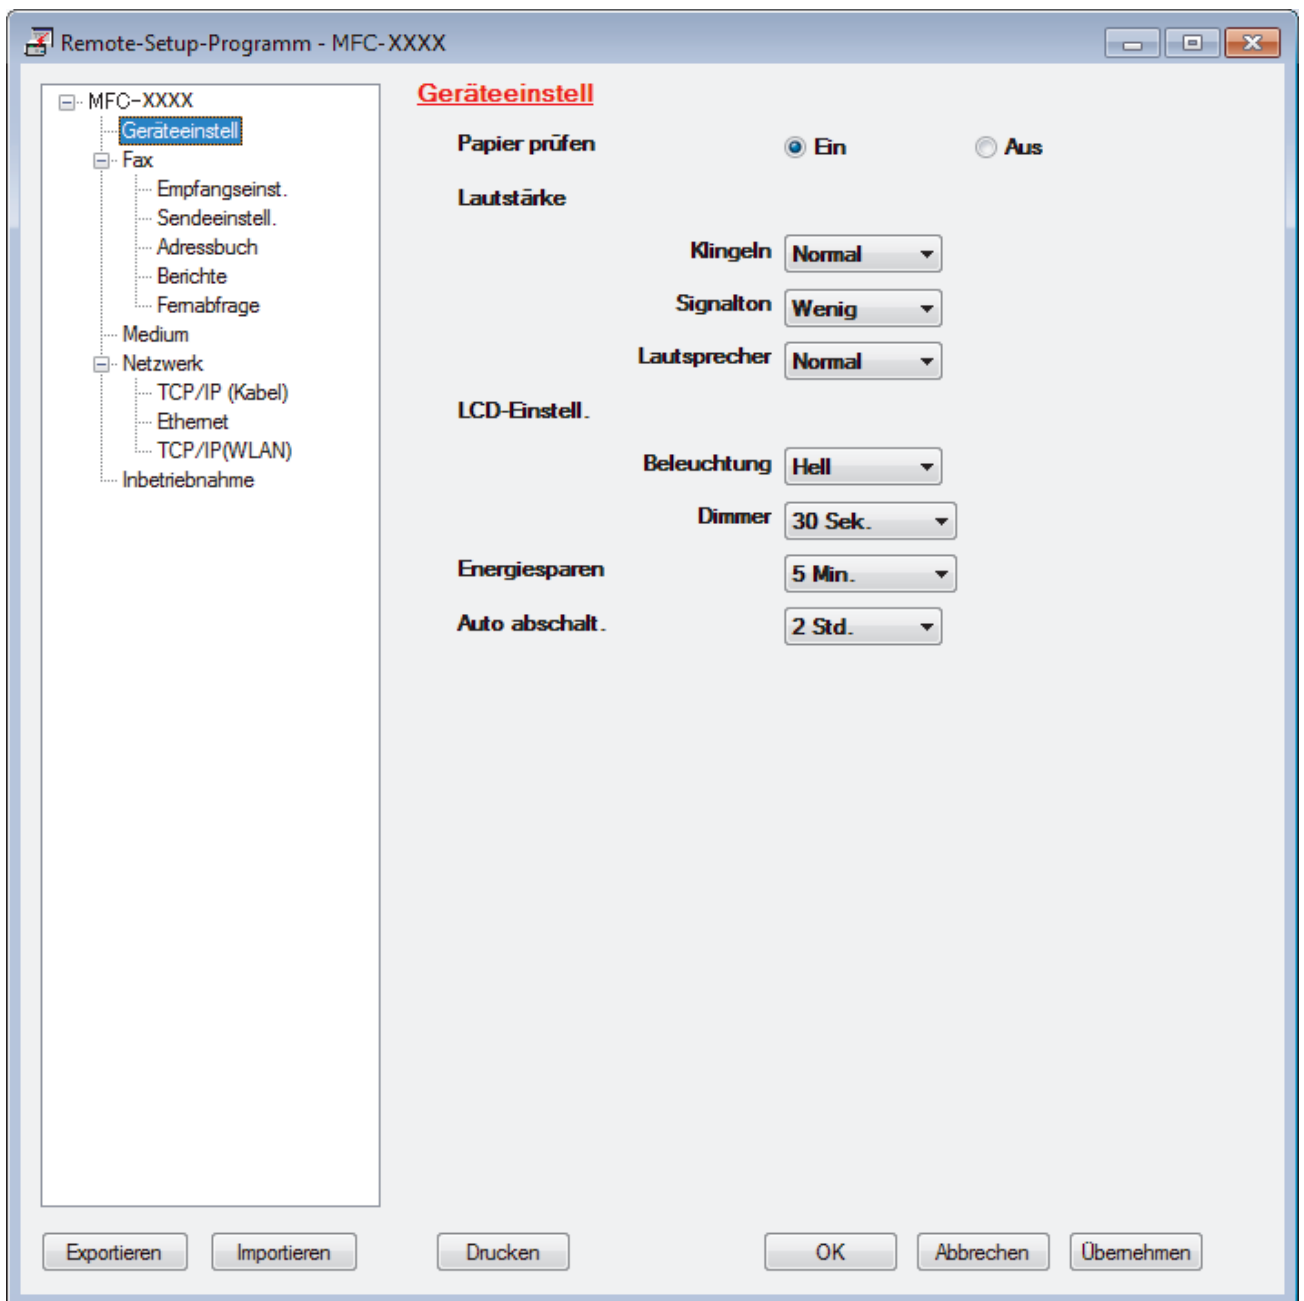 Remote-Setup-Programm - MFC-XXXX
MFC-XXXX
Geräteeinstell
Fax
Empfangseinst.
Sendeeinstell.
Adressbuch
Berichte
Fernabfrage
Medium
Netzwerk
TCP/IP (Kabel)
Ethernet
TCP/IP(WLAN)
Inbetriebnahme
Geräteeinstell
Papier prüfen Ein Aus
Lautstärke
Klingeln Normal
Signalton Wenig
Lautsprecher Normal
LCD-Einstell.
Beleuchtung Hell
Dimmer 30 Sek.
Energiesparen 5 Min.
Auto abschalt. 2 Std.
Exportieren Importieren Drucken OK Abbrechen Übernehmen